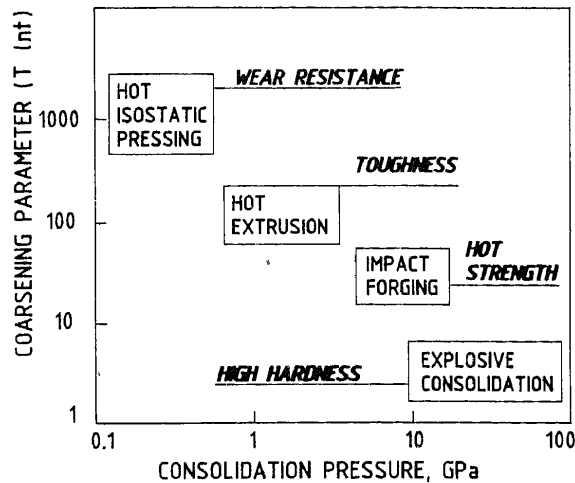 COARSENING PARAMETER (T lnt)
1000
100
10
1
HOT
ISOSTATIC
PRESSING
WEAR RESISTANCE
TOUGHNESS
HOT
EXTRUSION
IMPACT
FORGING
HOT
STRENGTH
HIGH HARDNESS
EXPLOSIVE
CONSOLIDATION
0.1
1
10
100
CONSOLIDATION PRESSURE, GPa